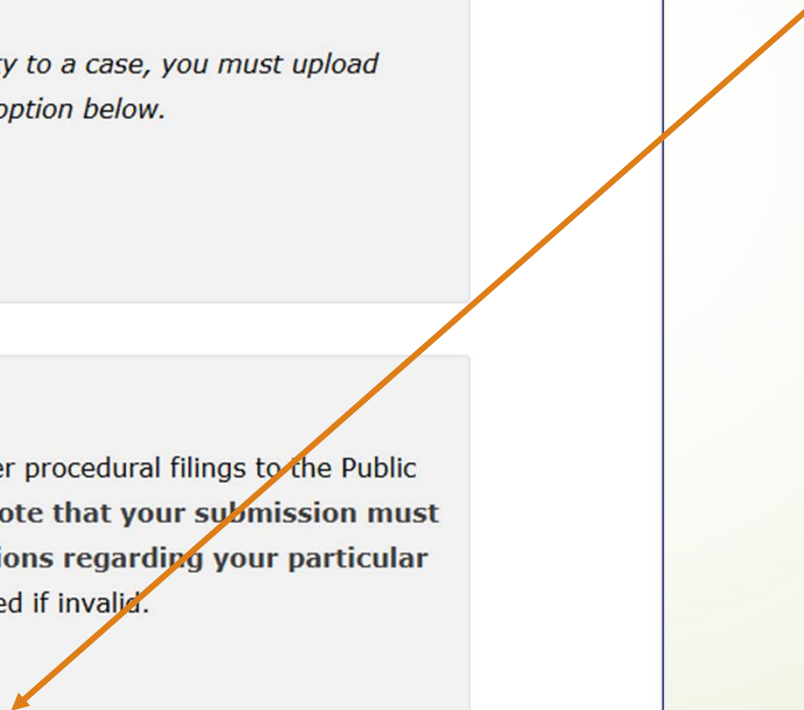 y to a case, you must upload
option below.
er procedural filings to the Public
ote that your submission must
ions regarding your particular
ed if invalid.